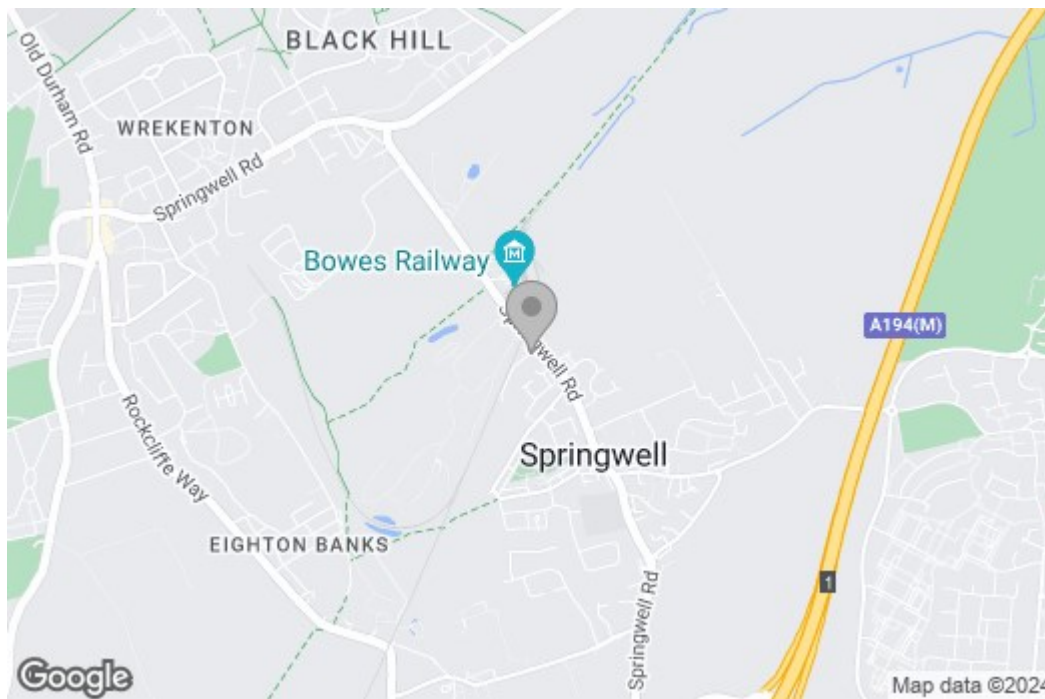 BLACK HILL
Old Durham Rd
WREKENTON
Springwell Rd
Bowes Railway
M
Springwell Rd
A194(M)
Rockcliffe Way
Springwell
EIGHTON BANKS
Springwell Rd
1
Google
Map data ©2024